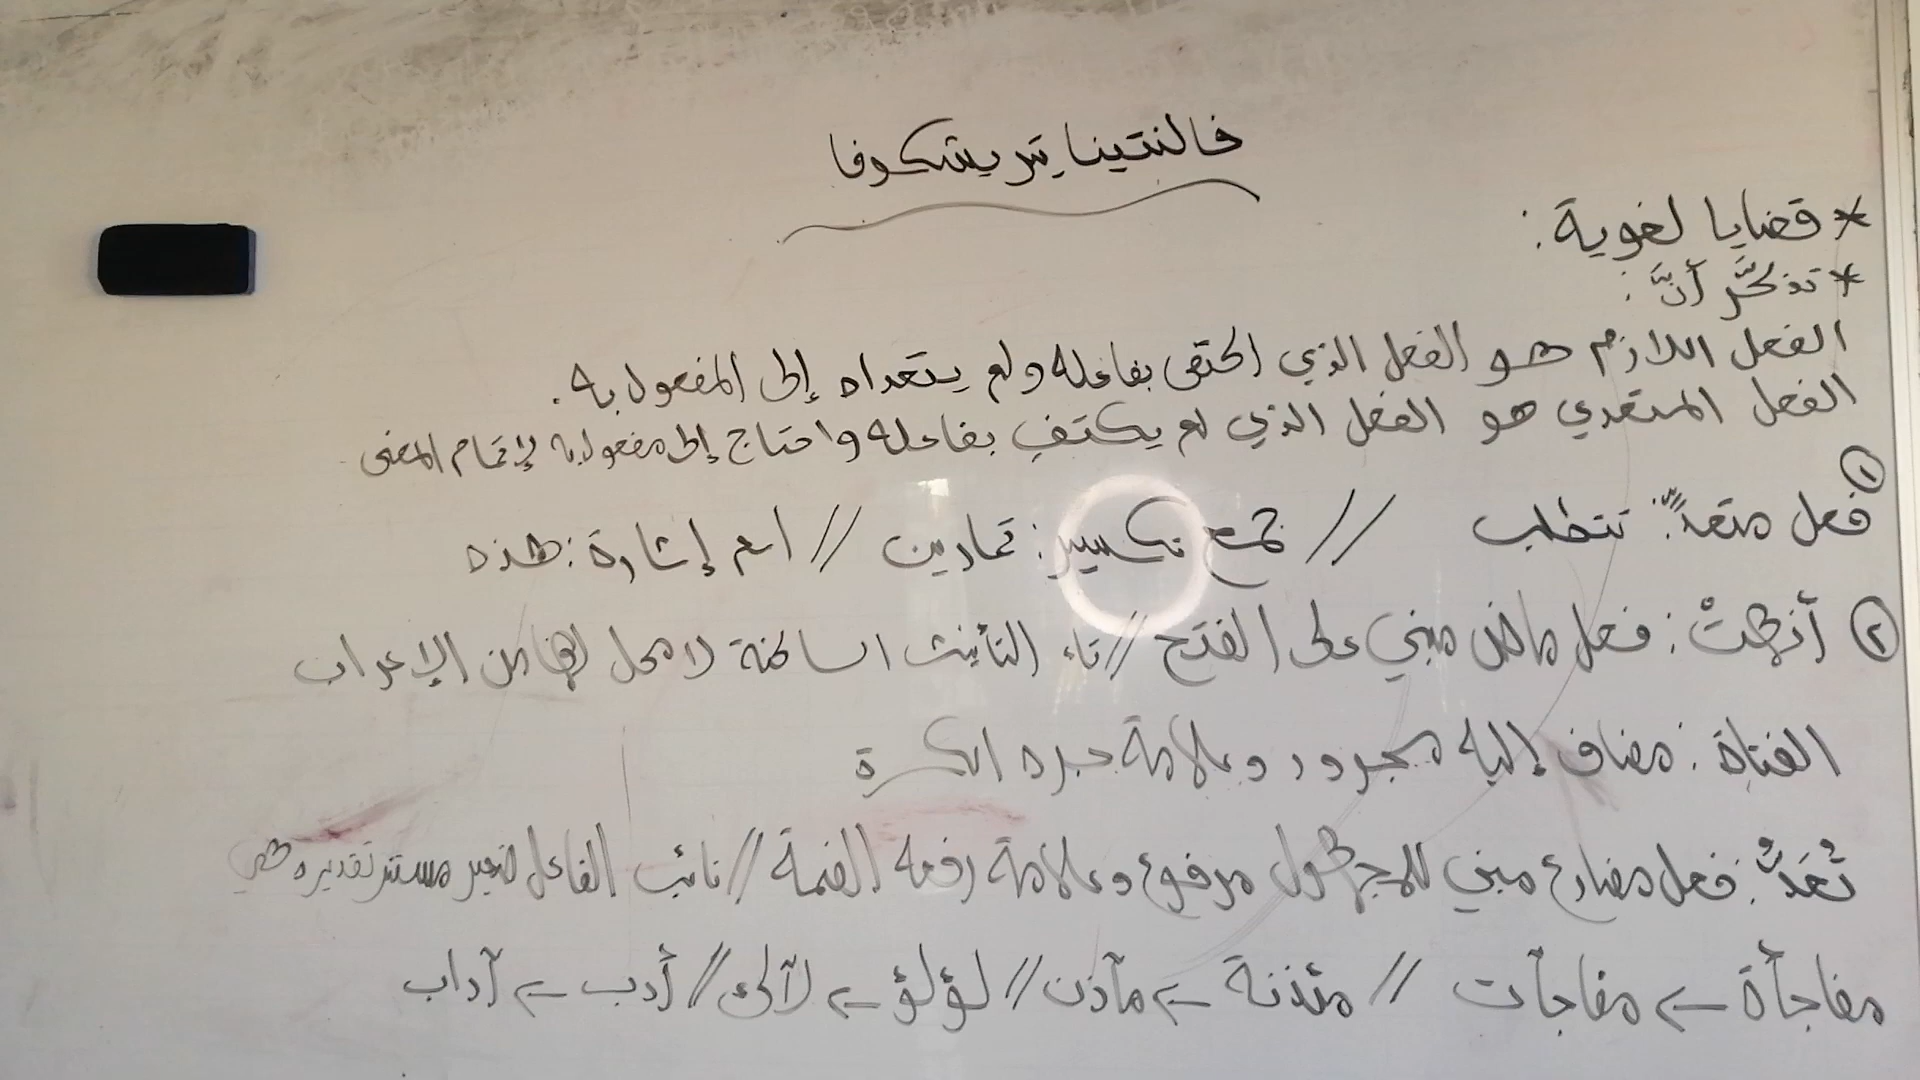 فالنتينا تريشكوفا
* قضايا لغوية:
* تذكَّر أنَّ:
الفعل اللازم هو الفعل الذي اكتفى بفاعله ولم يتعداه إلى المفعول به.
الفعل المتعدي هو الفعل الذي لم يكتفِ بفاعله واحتاج إلى مفعول به لإتمام المعنى.
١ فعل متعدٍّ: تتطلب // جمع تكسير: تمارين // اسم إشارة: هذه
٢ أنهتْ: فعل ماض مبني على الفتح // تاء التأنيث الساكنة لا محل لها من الإعراب
الفتاة: مضاف إليه مجرور وعلامة جره الكسرة
تُعَدُّ: فعل مضارع مبني للمجهول مرفوع وعلامة رفعه الضمة // نائب الفاعل ضمير مستتر تقديره هي
مفاجأة ← مفاجآت // مئذنة ← مآذن // لؤلؤ ← لآلئ // أدب ← آداب